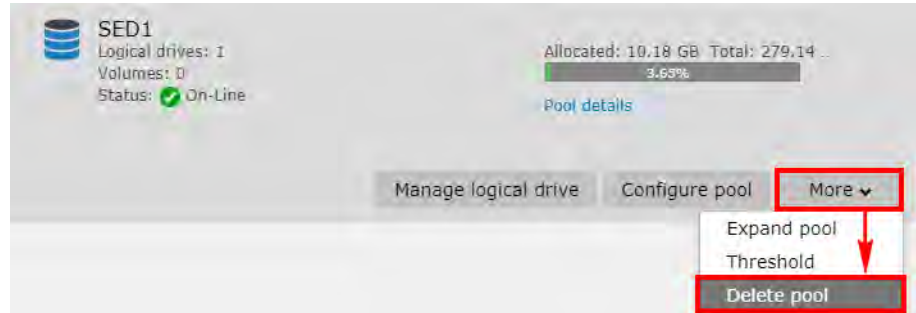 SED1
Logical drives: 1
Volumes: 0
Status: On-Line
Allocated: 10.18 GB Total: 279.14 ..
3.65%
Pool details
Manage logical drive
Configure pool
More
Expand pool
Threshold
Delete pool